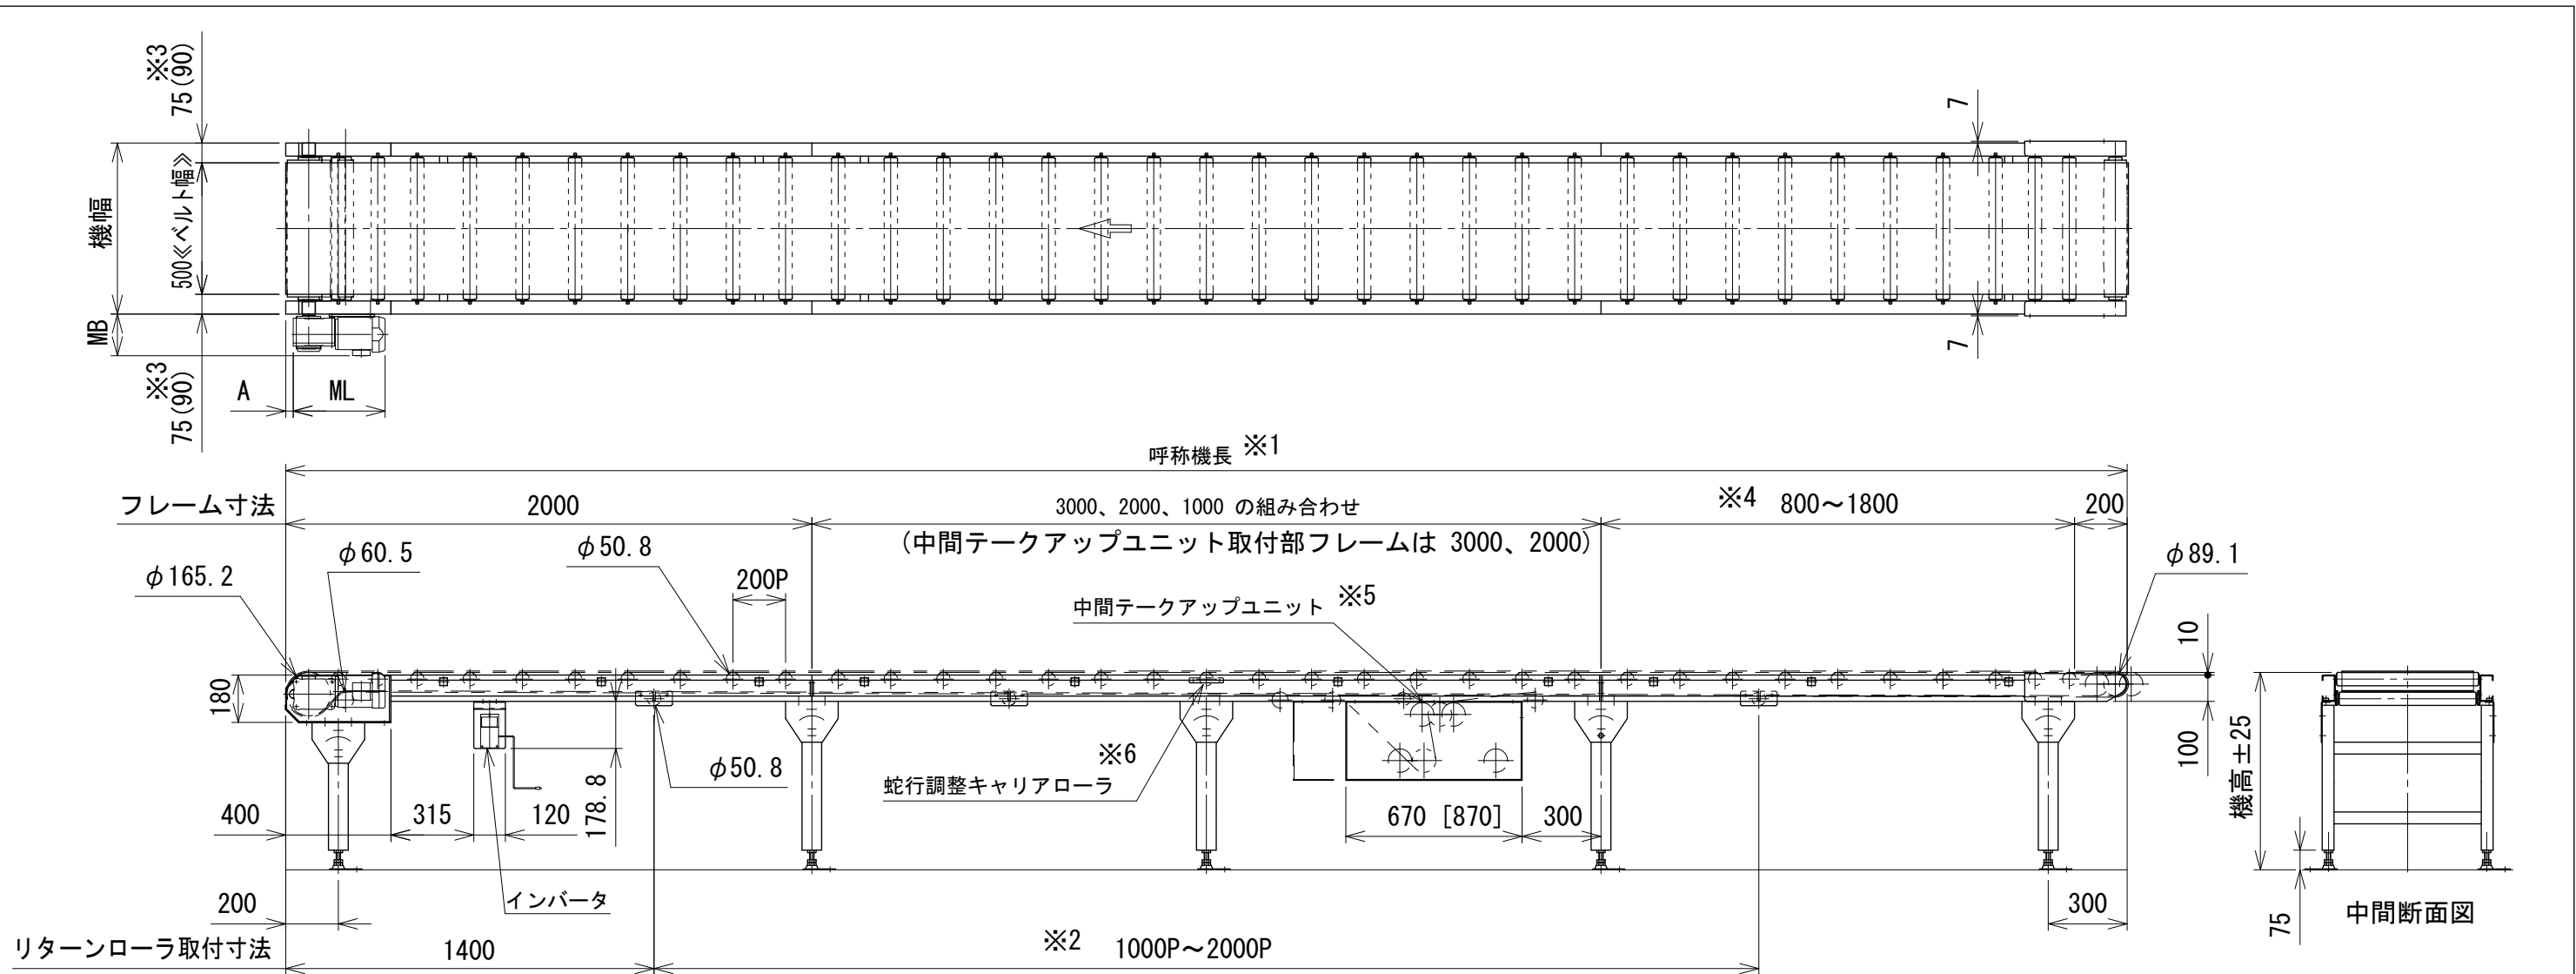 ※3
75(90)
7
機幅
500≪ベルト幅≫
MB
※3
75(90)
A
ML
7
呼称機長 ※1
フレーム寸法
2000
3000、2000、1000 の組み合わせ
(中間テークアップユニット取付部フレームは 3000、2000)
※4 800～1800
200
φ165.2
φ60.5
φ50.8
200P
中間テークアップユニット ※5
φ89.1
180
10
100
400
315
120
178.8
φ50.8
※6
蛇行調整キャリアローラ
670 [870]
300
機高±25
インバータ
200
300
75
中間断面図
リターンローラ取付寸法
1400
※2 1000P～2000P